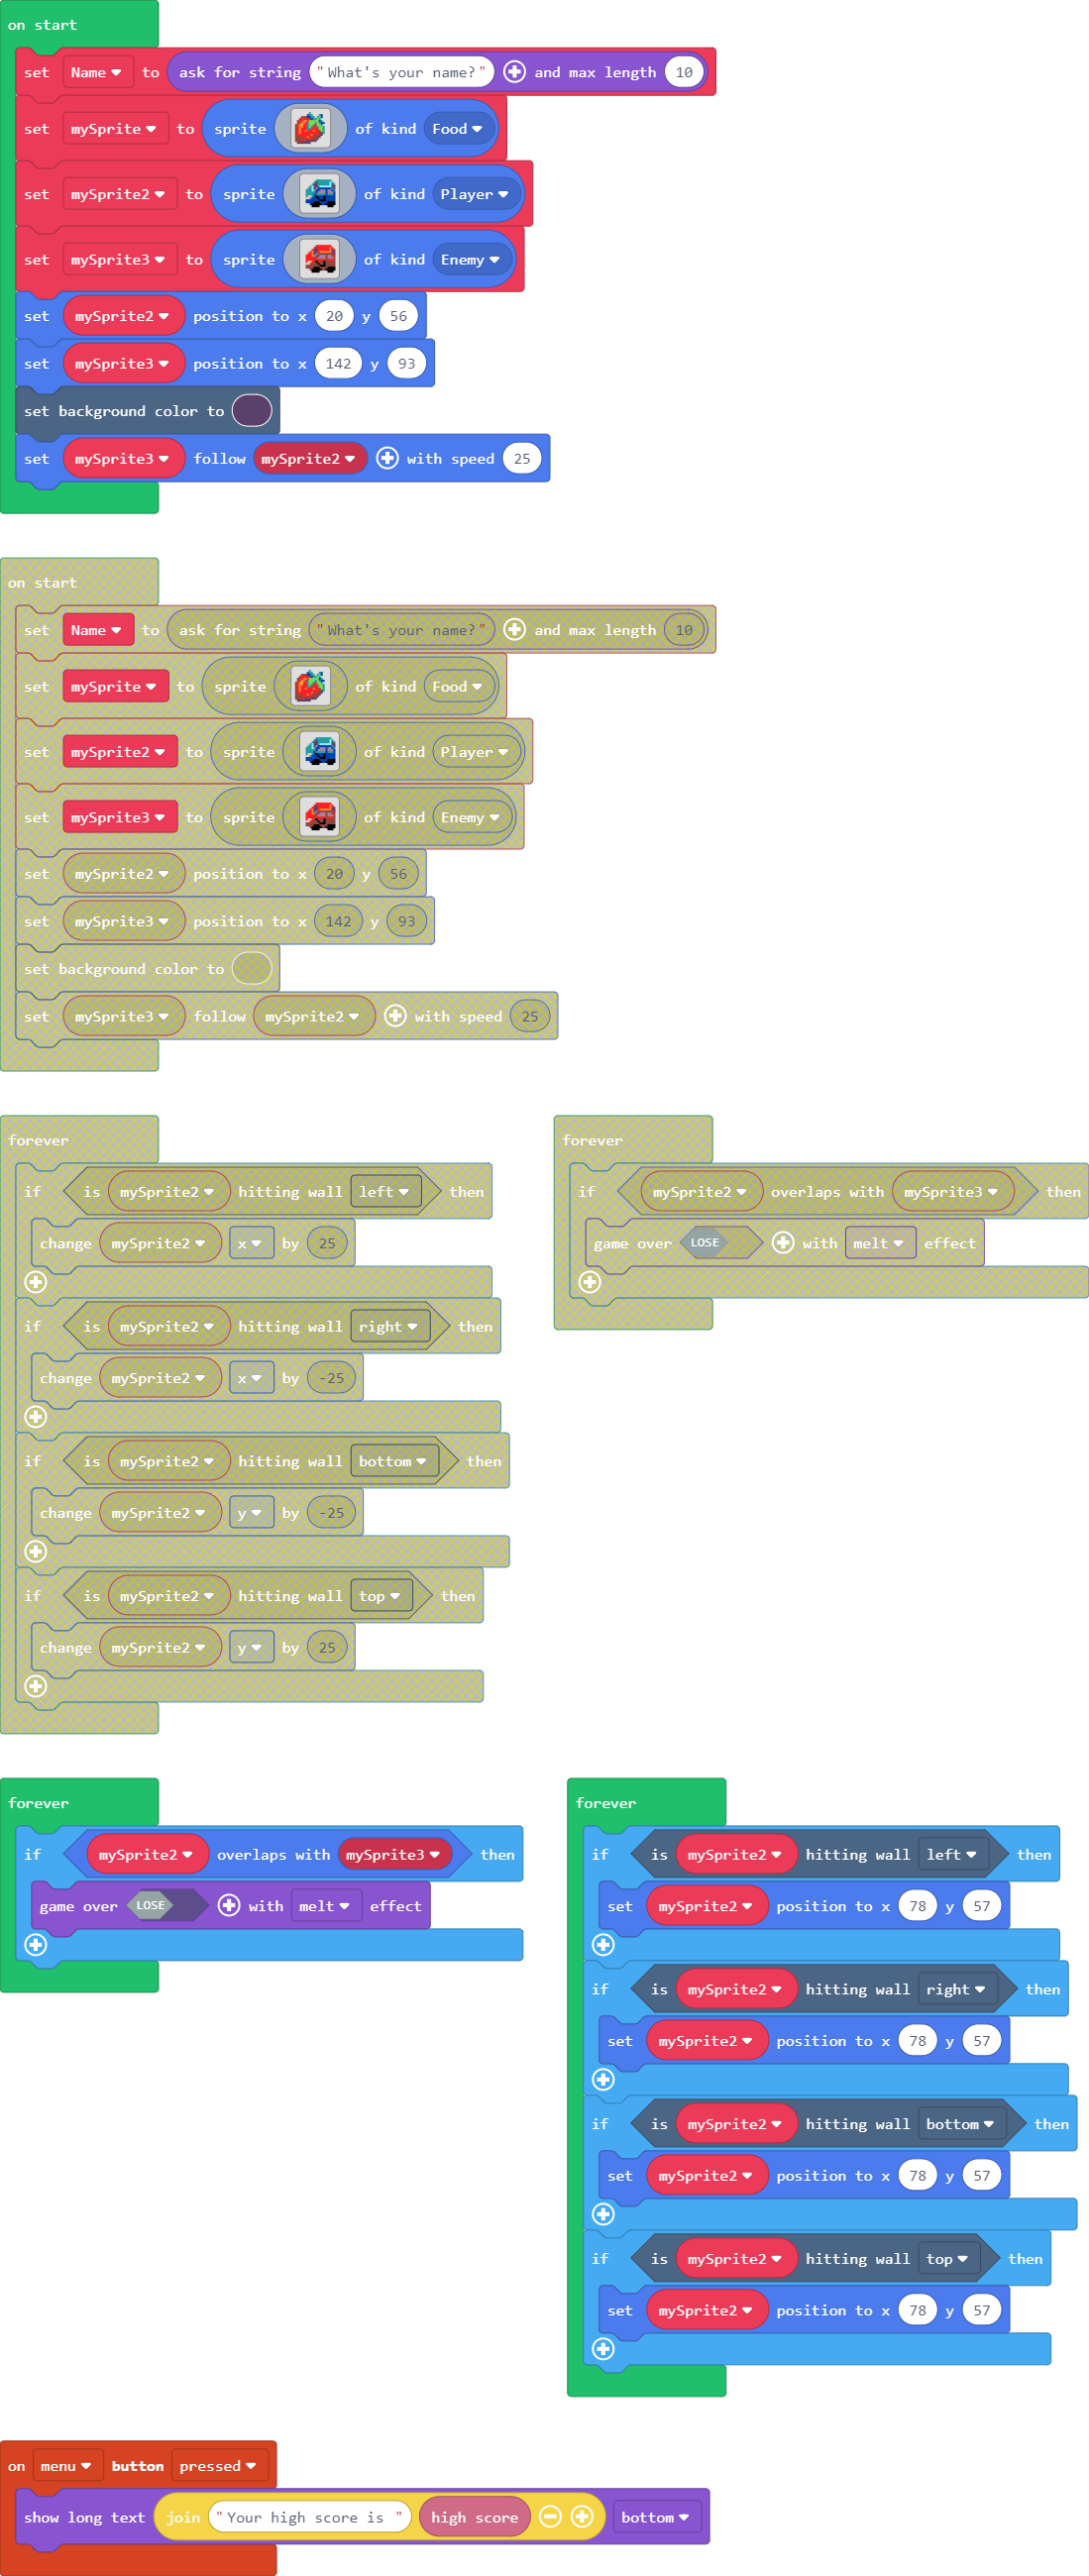 on start
set Name to ask for string "What's your name?" and max length 10
set mySprite to sprite of kind Food
set mySprite2 to sprite of kind Player
set mySprite3 to sprite of kind Enemy
set mySprite2 position to x 20 y 56
set mySprite3 position to x 142 y 93
set background color to
set mySprite3 follow mySprite2 with speed 25
on start
set Name to ask for string "What's your name?" and max length 10
set mySprite to sprite of kind Food
set mySprite2 to sprite of kind Player
set mySprite3 to sprite of kind Enemy
set mySprite2 position to x 20 y 56
set mySprite3 position to x 142 y 93
set background color to
set mySprite3 follow mySprite2 with speed 25
forever
if is mySprite2 hitting wall left then
change mySprite2 x by 25
if is mySprite2 hitting wall right then
change mySprite2 x by -25
if is mySprite2 hitting wall bottom then
change mySprite2 y by -25
if is mySprite2 hitting wall top then
change mySprite2 y by 25
forever
if mySprite2 overlaps with mySprite3 then
game over LOSE with melt effect
forever
if mySprite2 overlaps with mySprite3 then
game over LOSE with melt effect
forever
if is mySprite2 hitting wall left then
set mySprite2 position to x 78 y 57
if is mySprite2 hitting wall right then
set mySprite2 position to x 78 y 57
if is mySprite2 hitting wall bottom then
set mySprite2 position to x 78 y 57
if is mySprite2 hitting wall top then
set mySprite2 position to x 78 y 57
on menu button pressed
show long text join "Your high score is " high score bottom